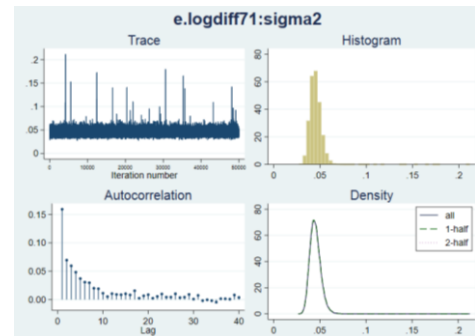 e.logdiff71:sigma2
Trace
.2
.15
.1
.05
0
0 10000 20000 30000 40000 50000
Iteration number
Histogram
80
60
40
20
0
0 .05 .1 .15 .2
Autocorrelation
0.15
0.10
0.05
0.00
0 10 20 30 40
Lag
Density
80
60
40
20
0
all
1-half
2-half
0 .05 .1 .15 .2